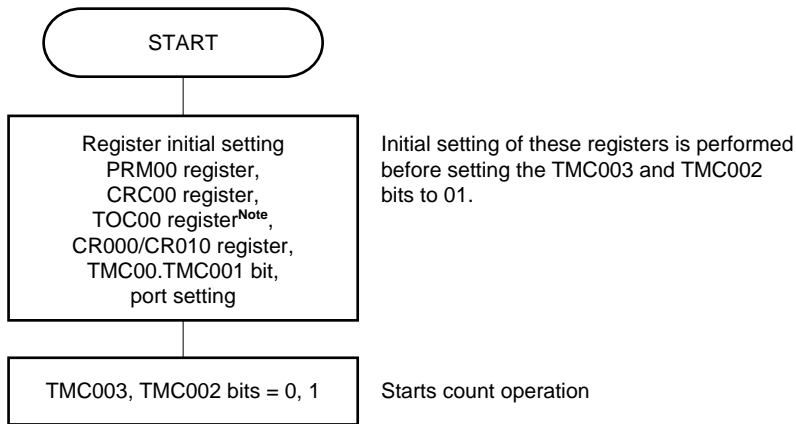 START
Register initial setting
PRM00 register,
CRC00 register,
TOC00 registerNote,
CR000/CR010 register,
TMC00.TMC001 bit,
port setting
Initial setting of these registers is performed
before setting the TMC003 and TMC002
bits to 01.
TMC003, TMC002 bits = 0, 1
Starts count operation